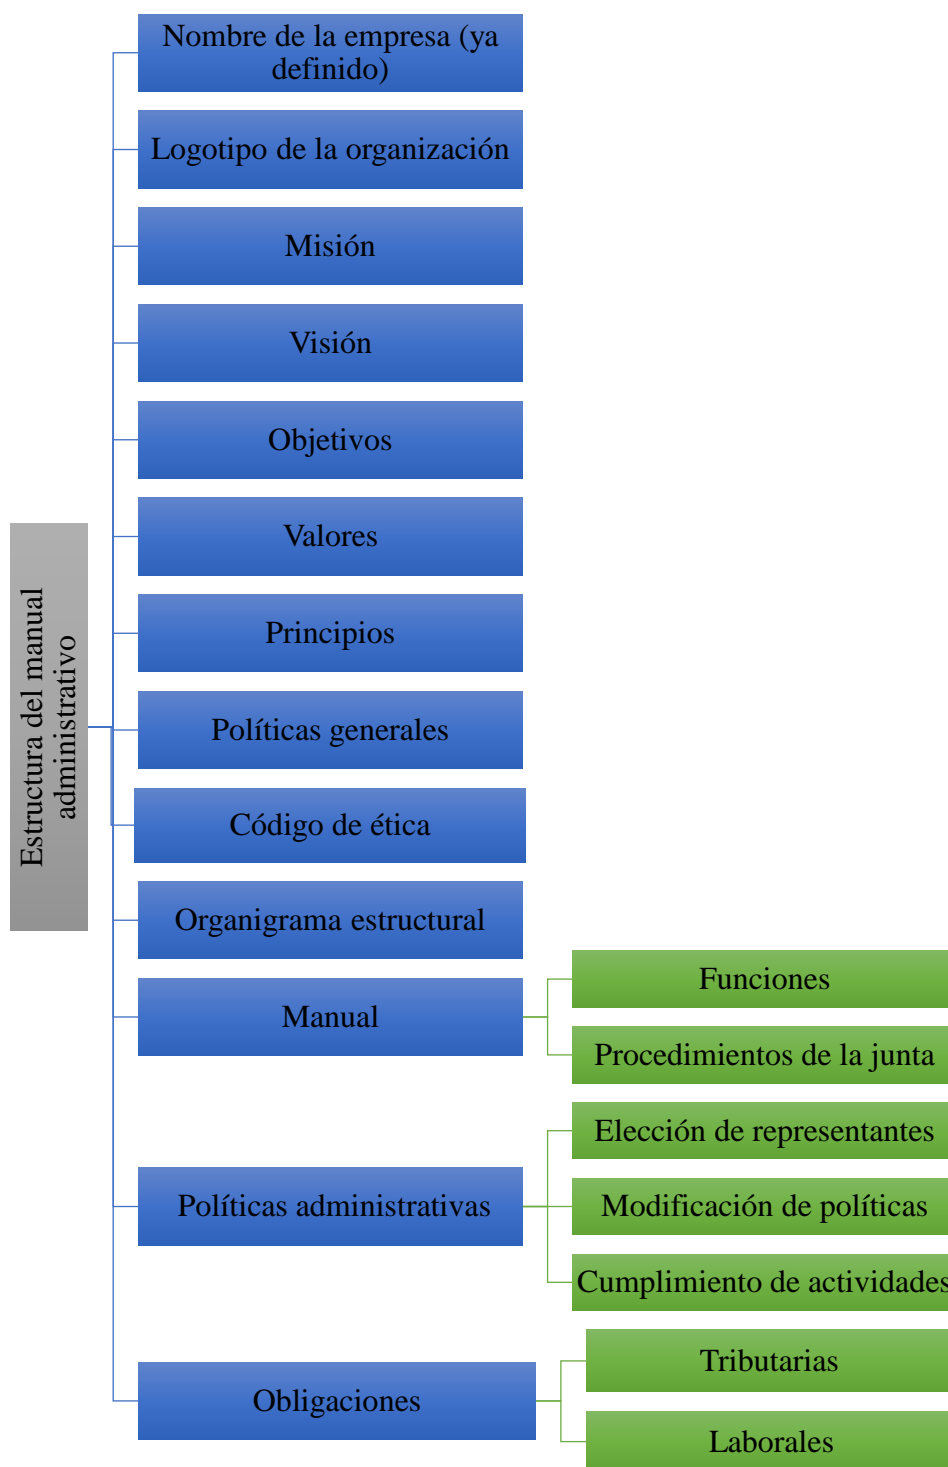 Nombre de la empresa (ya
definido)
Logotipo de la organización
Misión
Visión
Objetivos
Valores
Principios
Políticas generales
Código de ética
Organigrama estructural
Manual
Políticas administrativas
Obligaciones
Estructura del manual
administrativo
Funciones
Procedimientos de la junta
Elección de representantes
Modificación de políticas
Cumplimiento de actividades
Tributarias
Laborales